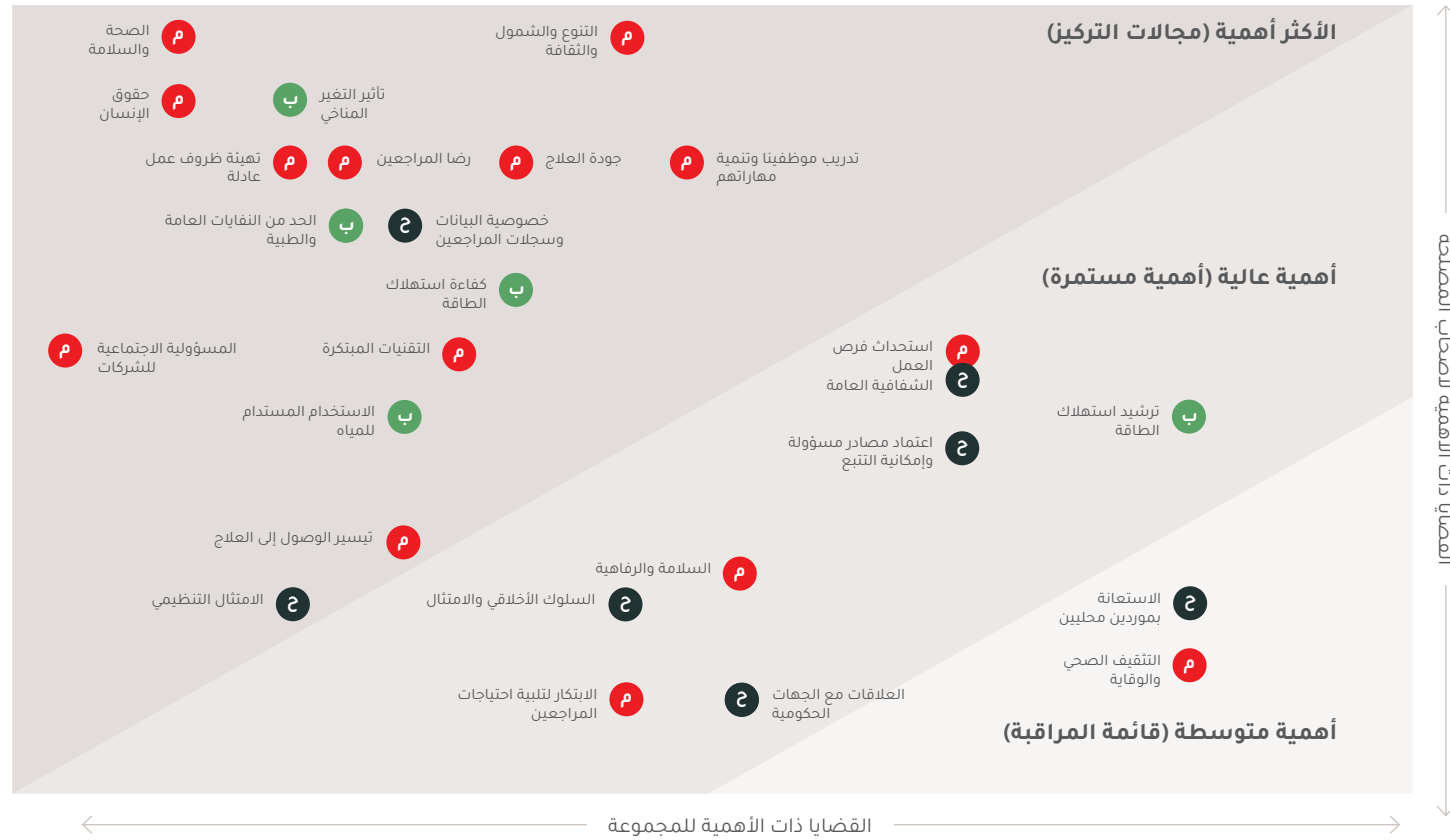 الأكثر أهمية (مجالات التركيز)
م
التنوع والشمول
والثقافة
م
الصحة
والسلامة
تأثير التغير
المناخي
ب
م
حقوق
الإنسان
تدريب موظفينا وتنمية
مهاراتهم
م
جودة العلاج
م
رضا المراجعين
م
م
تهيئة ظروف عمل
عادلة
خصوصية البيانات
وسجلات المراجعين
ح
ب
الحد من النفايات العامة
والطبية
ب
كفاءة استهلاك
الطاقة
أهمية عالية (أهمية مستمرة)
م
استحداث فرص
العمل
ح
الشفافية العامة
م
التقنيات المبتكرة
المسؤولية الاجتماعية
للشركات
م
ب
ترشيد استهلاك
الطاقة
ح
اعتماد مصادر مسؤولة
وإمكانية التتبع
ب
الاستخدام المستدام
للمياه
م
تيسير الوصول إلى العلاج
م
السلامة والرفاهية
ح
السلوك الأخلاقي والامتثال
ح
الامتثال التنظيمي
ح
الاستعانة
بموردين محليين
م
التثقيف الصحي
والوقاية
العلاقات مع الجهات
الحكومية
ح
م
الابتكار لتلبية احتياجات
المراجعين
أهمية متوسطة (قائمة المراقبة)
القضايا ذات الأهمية لأصحاب المصلحة
القضايا ذات الأهمية للمجموعة